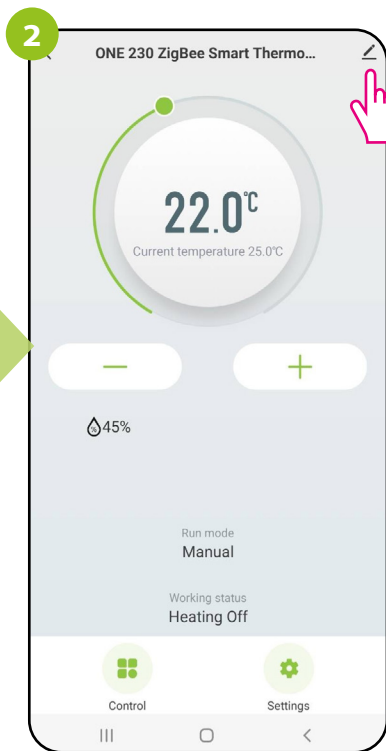 2
ONE 230 ZigBee Smart Thermo...
22.0°C
Current temperature 25.0°C
45%
Run mode
Manual
Working status
Heating Off
Control
Settings